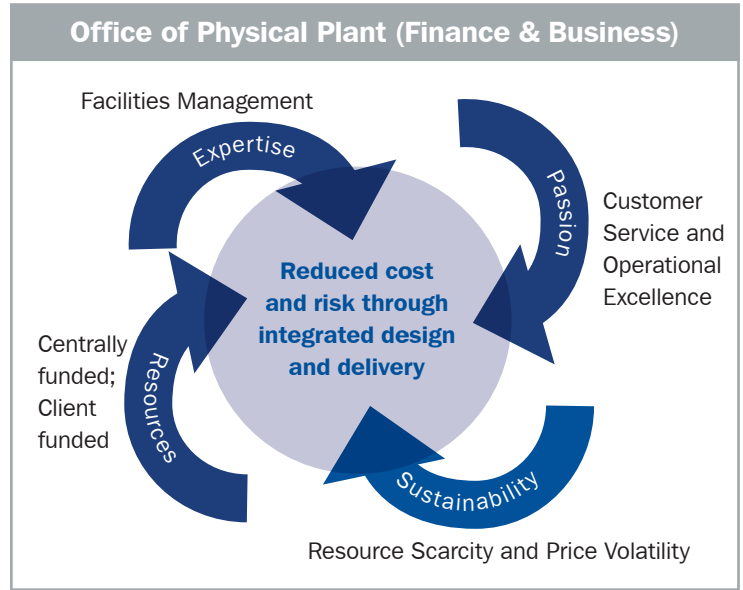 Office of Physical Plant (Finance & Business)
Facilities Management
Expertise
Passion
Customer
Service and
Operational
Excellence
Reduced cost
and risk through
integrated design
and delivery
Centrally
funded;
Client
funded
Resources
Sustainability
Resource Scarcity and Price Volatility